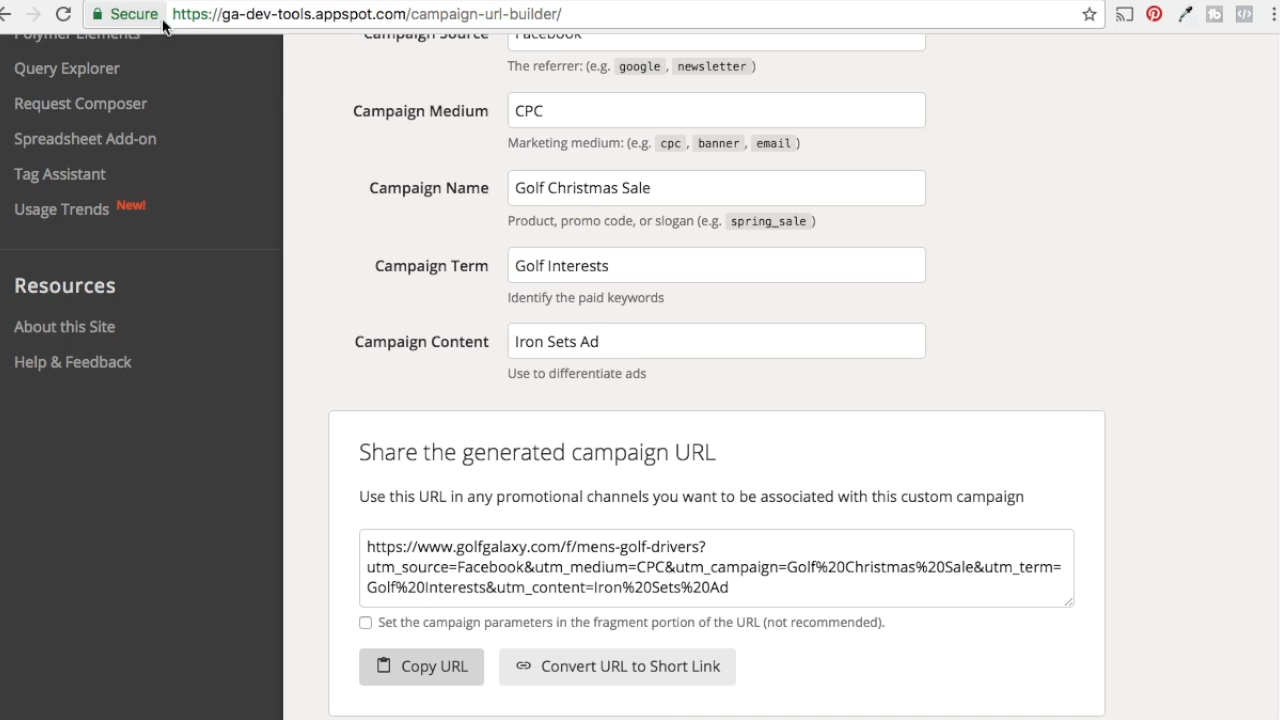 Secure https://ga-dev-tools.appspot.com/campaign-url-builder/
Polymer Elements
Query Explorer
Request Composer
Spreadsheet Add-on
Tag Assistant
Usage Trends New!
Resources
About this Site
Help & Feedback
Campaign Source Facebook
The referrer: (e.g. google, newsletter)
Campaign Medium CPC
Marketing medium: (e.g. cpc, banner, email)
Campaign Name Golf Christmas Sale
Product, promo code, or slogan (e.g. spring_sale)
Campaign Term Golf Interests
Identify the paid keywords
Campaign Content Iron Sets Ad
Use to differentiate ads
Share the generated campaign URL
Use this URL in any promotional channels you want to be associated with this custom campaign
https://www.golfgalaxy.com/f/mens-golf-drivers?
utm_source=Facebook&utm_medium=CPC&utm_campaign=Golf%20Christmas%20Sale&utm_term=
Golf%20Interests&utm_content=Iron%20Sets%20Ad
Set the campaign parameters in the fragment portion of the URL (not recommended).
Copy URL Convert URL to Short Link